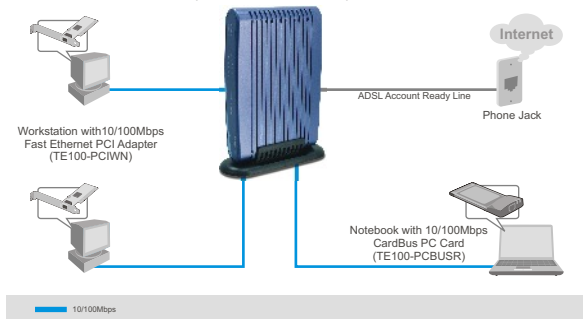 Internet
ADSL Account Ready Line
Phone Jack
Workstation with10/100Mbps
Fast Ethernet PCI Adapter
(TE100-PCIWN)
Notebook with 10/100Mbps
CardBus PC Card
(TE100-PCBUSR)
10/100Mbps